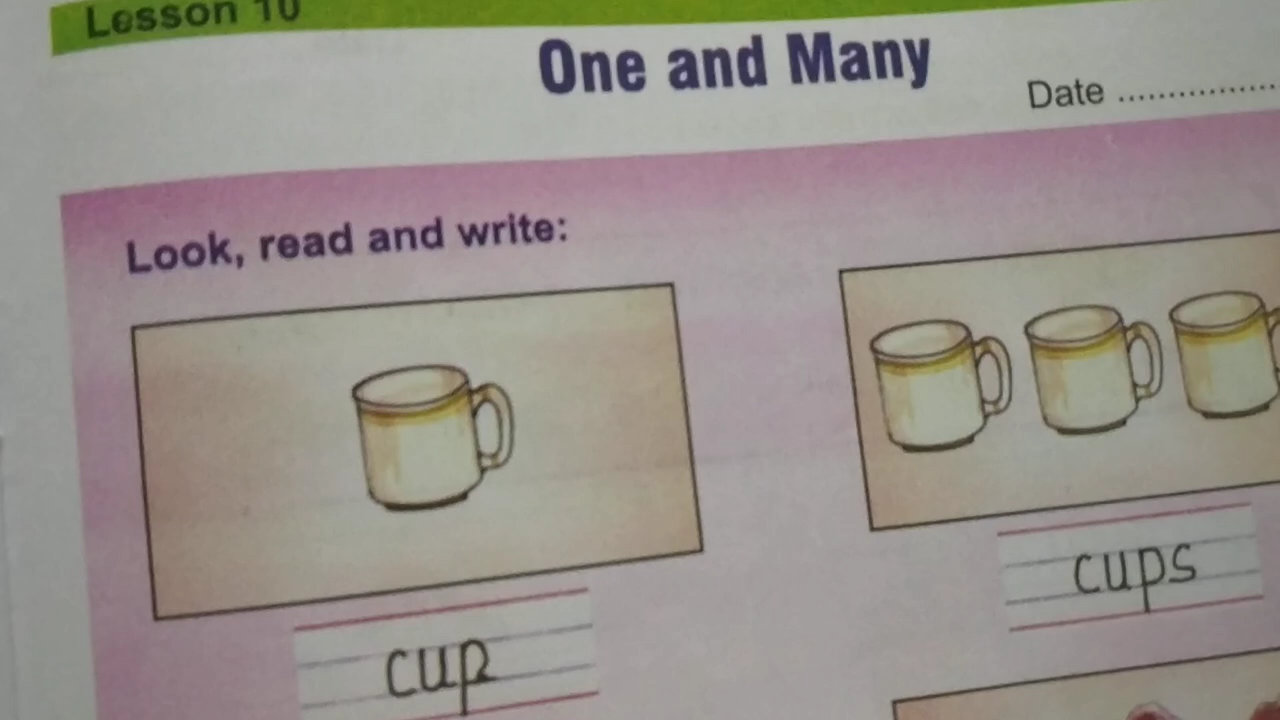 Lesson 10
One and Many
Date ................
Look, read and write:
cup
cups